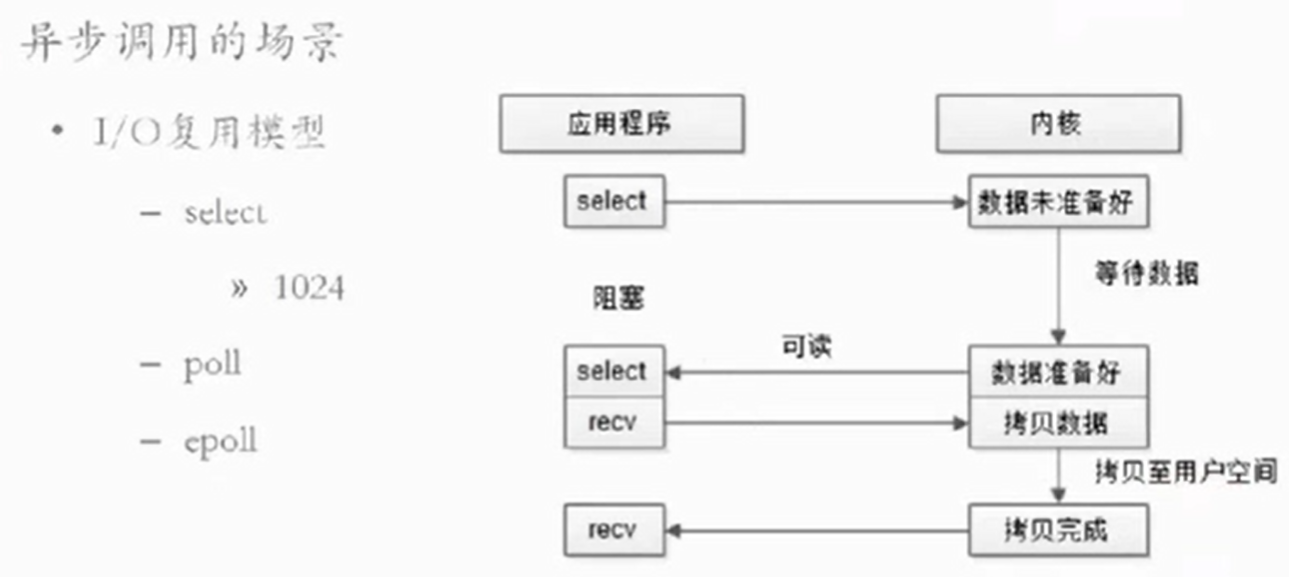 异步调用的场景
• I/O复用模型
– select
» 1024
– poll
– epoll
应用程序
内核
select
数据未准备好
等待数据
阻塞
可读
select
数据准备好
recv
拷贝数据
拷贝至用户空间
recv
拷贝完成